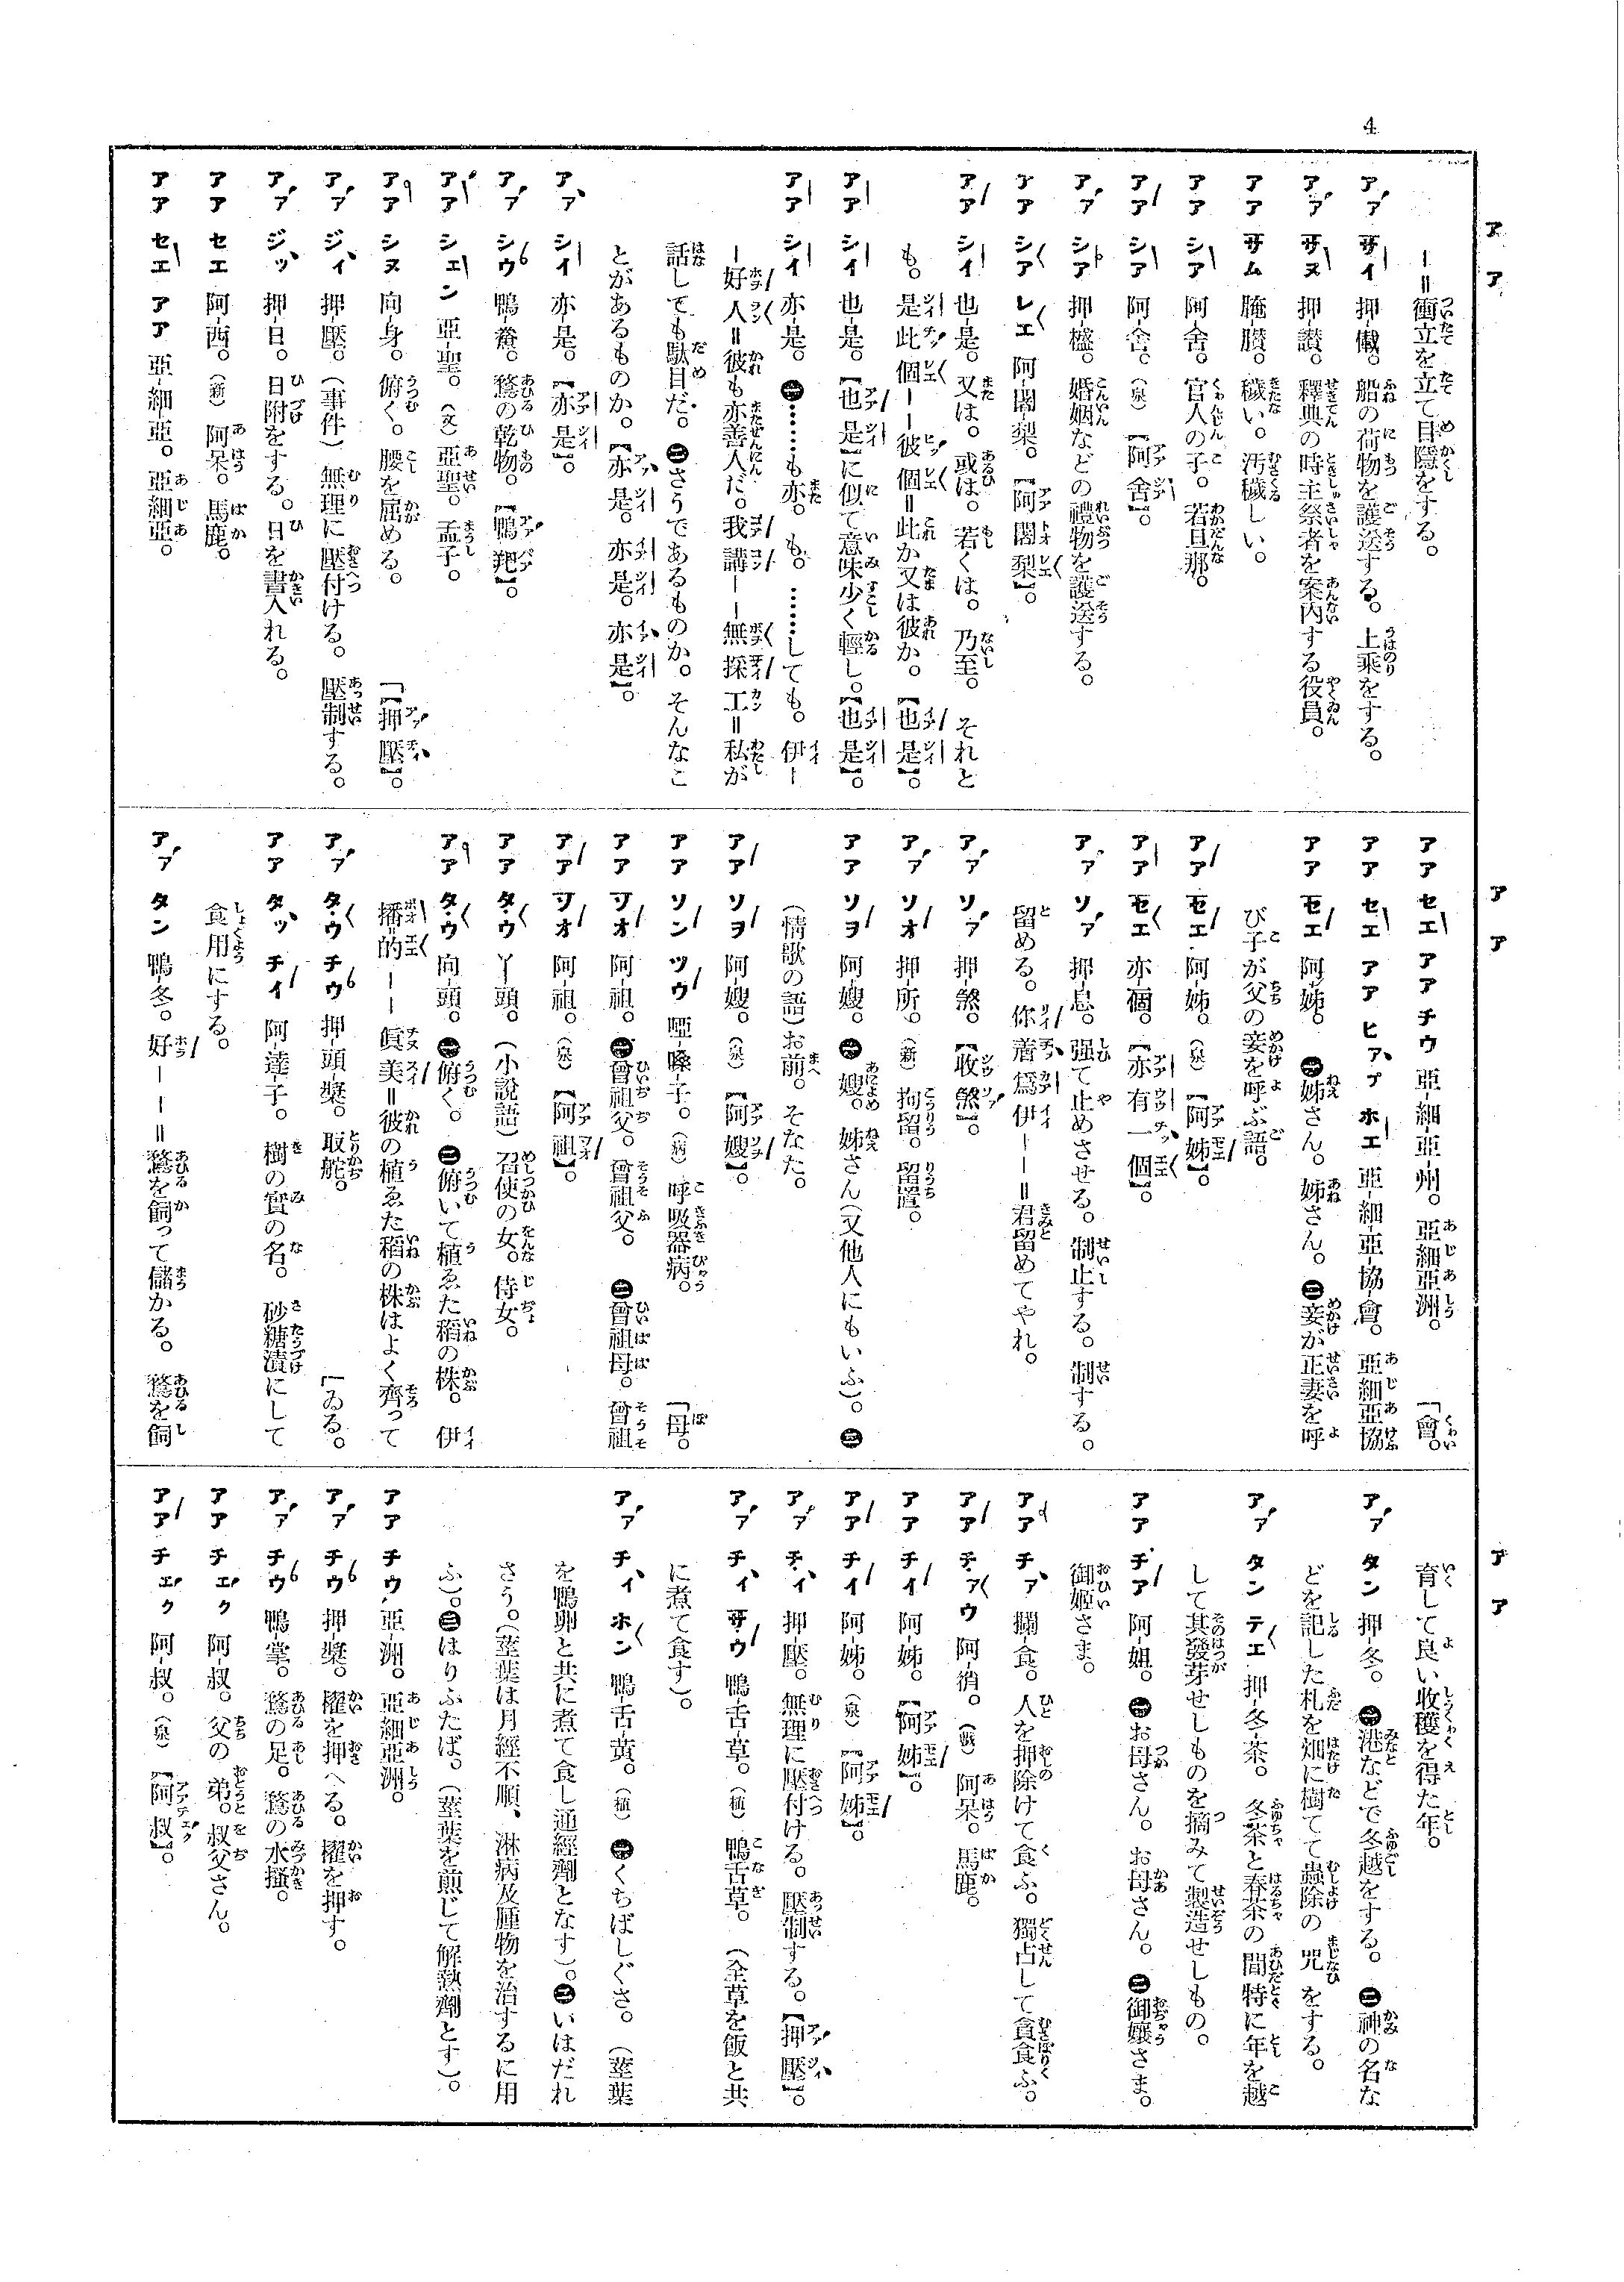 4
ア ア
ー＝衝立を立て目隱をする。
アア サイ 押-儎。船の荷物を護送する。上乘をする。
アア サヌ 押-讚。釋典の時主祭者を案內する役員。
アア サム 腌臢。穢い。汚穢しい。
アア シア 阿-舍。官人の子。若旦那。
アア シア 阿-舍。（泉）【阿舍】。
アア シア 押-㮣。婚姻などの禮物を護送する。
アア シア レエ 阿-闍-梨。【阿闍梨】。
アア シイ 也-是。又は。或は。若くは。乃至。それと
も。是此個ーー彼個＝此か又は彼か。【也是】。
アア シイ 也-是。【也是】に似て意味少く輕し。【也是】。
アア シイ 亦-是。㊀……も亦。も。……しても。伊ー
ー好人＝彼も亦善人だ。我講ーー無採工＝私が
話しても駄目だ。㊁さうであるものか。そんなこ
とがあるものか。【亦是。亦是。亦是】。
アア シイ 亦-是。【亦是】。
アア シウ 鴨-鮝。鶩の乾物。【鴨𦠿】。
アア シエン 亞-聖。（文）亞聖。孟子。
アア シヌ 向-身。俯く。腰を屈める。「【押壓】。
アア ジイ 押-壓。（事件）無理に壓付ける。壓制する。
アア ジッ 押-日。日附をする。日を書入れる。
アア セエ 阿-西。（新）阿呆。馬鹿。
アア セエ アア 亞-細-亞。亞細亞。
ア ア
アア セエ アア チウ 亞-細-亞-州。亞細亞洲。「會。
アア セエ アア ヒァプ ホエ 亞-細-亞-協-會。亞細亞協
アア セエ 阿-姊。㊀姊さん。姊さん。㊁妾が正妻を呼
び子が父の妾を呼ぶ語。
アア セエ 阿-姊。（泉）【阿姊】。
アア セエ 亦-個。【亦有一個】。
アア ソア 押-息。强て止めさせる。制止する。制する。
留める。你着爲伊ーー＝君留めてやれ。
アア ソア 押-煞。【收煞】。
アア ソオ 押-所。（新）拘留。留置。
アア ソヲ 阿-嫂。㊀嫂。姊さん（又他人にもいふ）。㊁
（情歌の語）お前。そなた。
アア ソヲ 阿-嫂。（泉）【阿嫂】。
アア ソン ツウ 啞-嗓-子。（病）呼吸器病。「母。
アア ソオ 阿-祖。㊀曾祖父。曾祖父。㊁曾祖母。曾祖
アア ソオ 阿-祖。（泉）【阿祖】。
アア タウ 丫-頭。（小說語）召使の女。侍女。
アア タウ 向-頭。㊀俯く。㊁俯いて植ゑた稻の株。伊
播-的ーー眞美＝彼の植ゑた稻の株はよく齊って
アア タウ チウ 押-頭-槳。取舵。「ゐる。
アア タッ チイ 阿-達-子。樹の實の名。砂糖漬にして
食用にする。
アア タン 鴨-冬。好ーー＝鶩を飼って儲かる。鶩を飼
ア ア
育して良い收穫を得た年。
アア タン 押-冬。㊀港などで冬越をする。㊁神の名な
どを記した札を畑に樹てて蟲除の咒をする。
アア タン テエ 押-冬-茶。冬茶と春茶の間特に年を越
して其發芽せしものを摘みて製造せしもの。
アア チア 阿-姐。㊀お母さん。お母さん。㊁御孃さま。
御姬さま。
アア チア 攔-食。人を押除けて食ふ。獨占して貪食ふ。
アア チァウ 阿-䞭。（戲）阿呆。馬鹿。
アア チイ 阿-姊。【阿姊】。
アア チイ 阿-姊。（泉）【阿姊】。
アア チイ 押-壓。無理に壓付ける。壓制する。【押壓】。
アア チイ サウ 鴨-舌-草。（植）鴨舌草。（全草を飯と共
に煮て食す）。
アア チイ ホン 鴨-舌-黃。（植）㊀くちばしぐさ。（莖葉
を鴨卵と共に煮て食し通經劑となす）。㊁いはだれ
さう。（莖葉は月經不順、淋病及腫物を治するに用
ふ）。㊂はりふたば。（莖葉を煎じて解熱劑とす）。
アア チウ 亞-洲。亞細亞洲。
アア チウ 押-槳。櫂を押へる。櫂を押す。
アア チウ 鴨-掌。鶩の足。鶩の水搔。
アア チェク 阿-叔。父の弟。叔父さん。
アア チェク 阿-叔。（泉）【阿叔】。